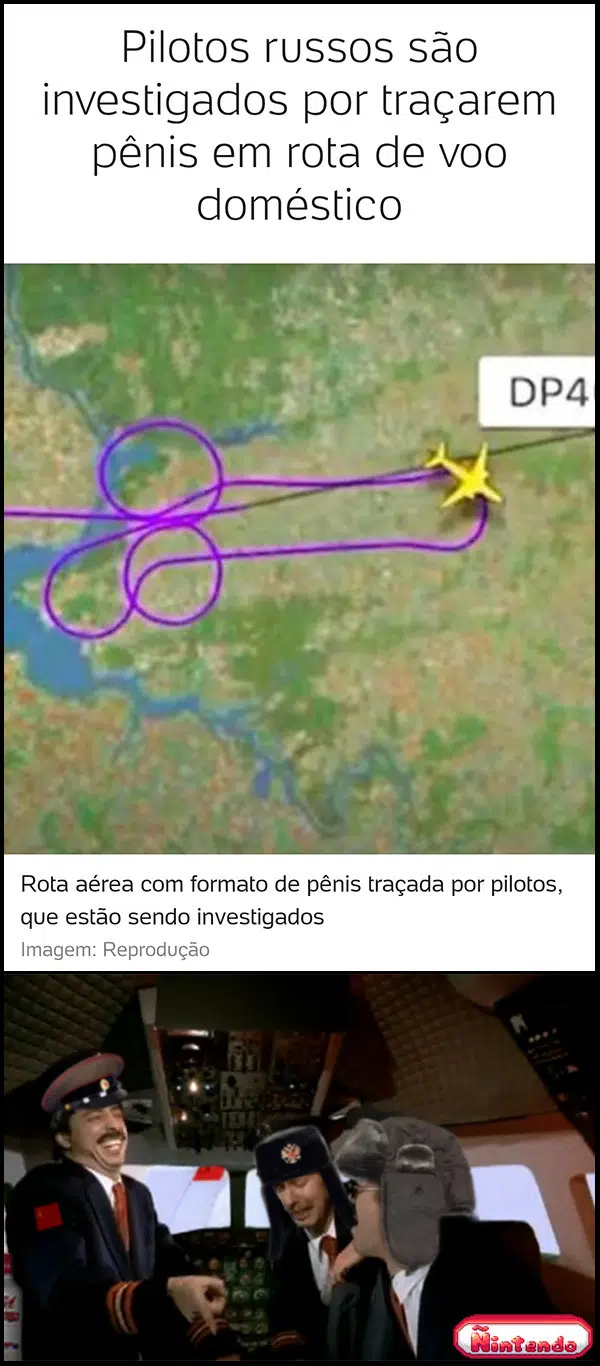 Pilotos russos são
investigados por traçarem
pênis em rota de voo
doméstico
DP4
Rota aérea com formato de pênis traçada por pilotos,
que estão sendo investigados
Imagem: Reprodução
Ñintendo